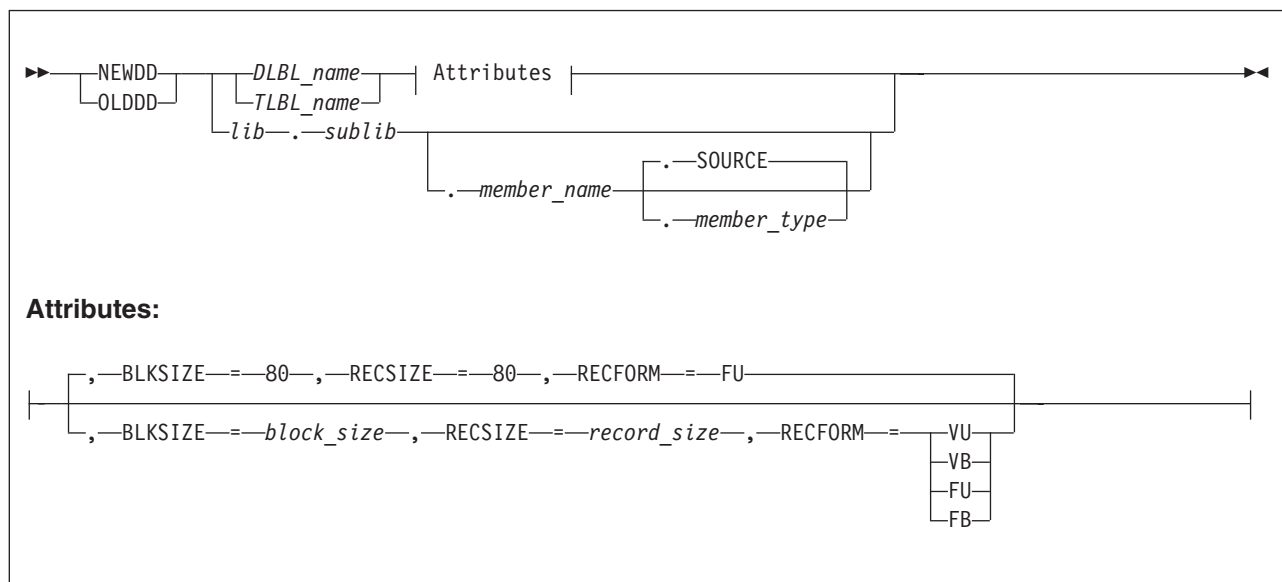 NEWDD DLBL_name Attributes
OLDDD TLBL_name
lib . sublib
. SOURCE
. member_name
. member_type
Attributes:
, BLKSIZE = 80 , RECSIZE = 80 , RECFORM = FU
, BLKSIZE = block_size , RECSIZE = record_size , RECFORM = VU
VB
FU
FB